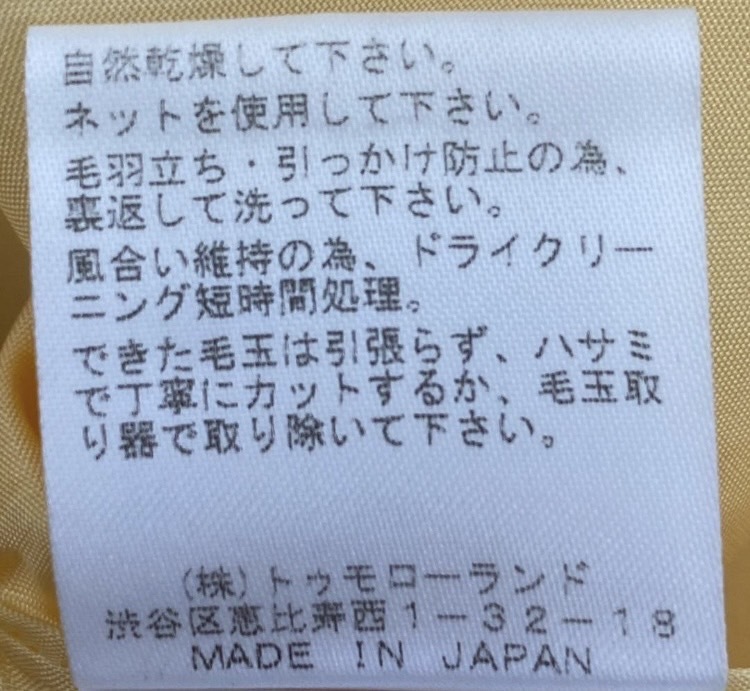 自然乾燥して下さい。
ネットを使用して下さい。
毛羽立ち・引っかけ防止の為、
裏返して洗って下さい。
風合い維持の為、ドライクリー
ニング短時間処理。
できた毛玉は引張らず、ハサミ
で丁寧にカットするか、毛玉取
り器で取り除いて下さい。
(株)トゥモローランド
渋谷区恵比寿西1-32-18
MADE IN JAPAN